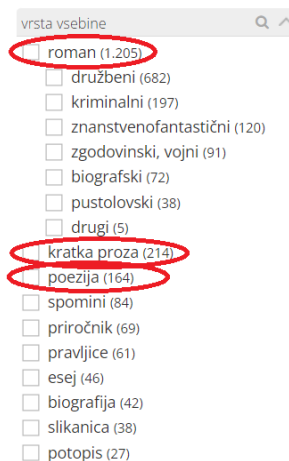 vrsta vsebine
roman (1.205)
družbeni (682)
kriminalni (197)
znanstvenofantastični (120)
zgodovinski, vojni (91)
biografski (72)
pustolovski (38)
drugi (5)
kratka proza (214)
poezija (164)
spomini (84)
priročnik (69)
pravljice (61)
esej (46)
biografija (42)
slikanica (38)
potopis (27)